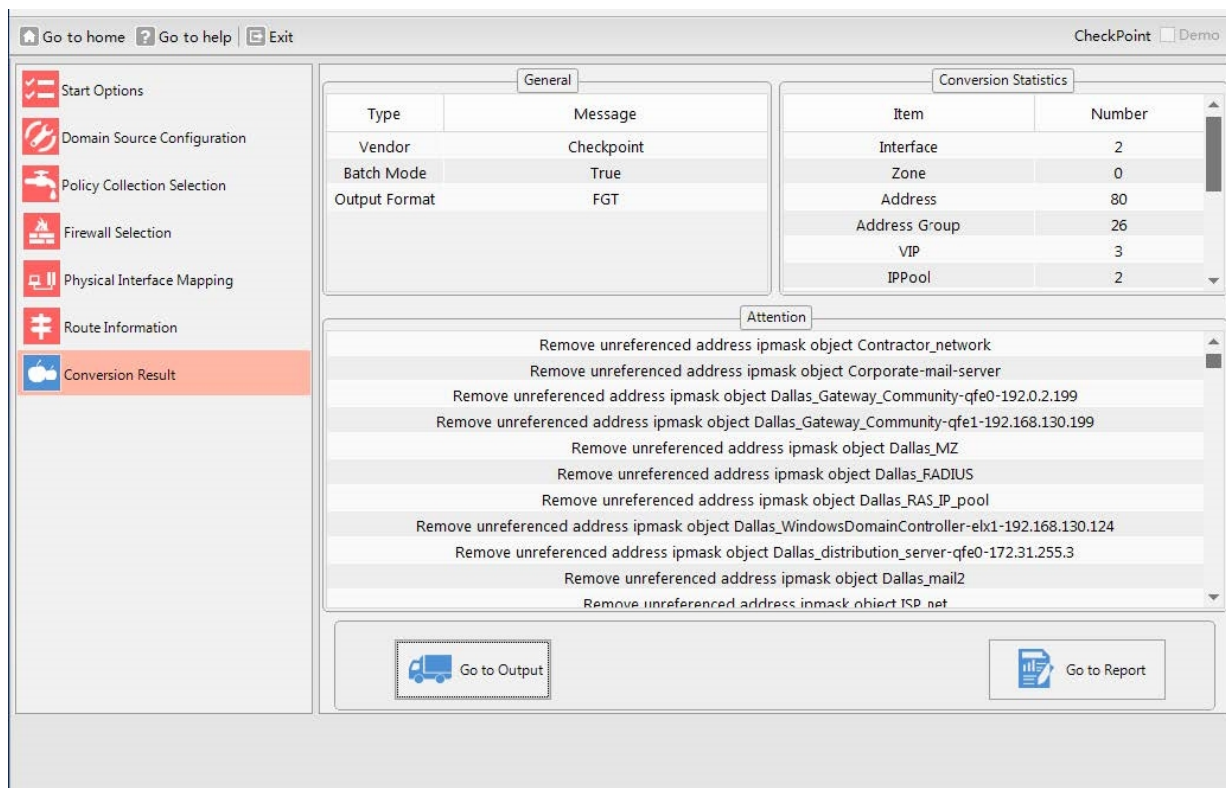 Go to home Go to help Exit CheckPoint Demo
Start Options
Domain Source Configuration
Policy Collection Selection
Firewall Selection
Physical Interface Mapping
Route Information
Conversion Result
General
Type Message
Vendor Checkpoint
Batch Mode True
Output Format FGT
Conversion Statistics
Item Number
Interface 2
Zone 0
Address 80
Address Group 26
VIP 3
IPPool 2
Attention
Remove unreferenced address ipmask object Contractor_network
Remove unreferenced address ipmask object Corporate-mail-server
Remove unreferenced address ipmask object Dallas_Gateway_Community-qfe0-192.0.2.199
Remove unreferenced address ipmask object Dallas_Gateway_Community-qfe1-192.168.130.199
Remove unreferenced address ipmask object Dallas_MZ
Remove unreferenced address ipmask object Dallas_RADIUS
Remove unreferenced address ipmask object Dallas_RAS_IP_pool
Remove unreferenced address ipmask object Dallas_WindowsDomainController-elx1-192.168.130.124
Remove unreferenced address ipmask object Dallas_distribution_server-qfe0-172.31.255.3
Remove unreferenced address ipmask object Dallas_mail2
Remove unreferenced address ipmask object ISP_net
Go to Output
Go to Report